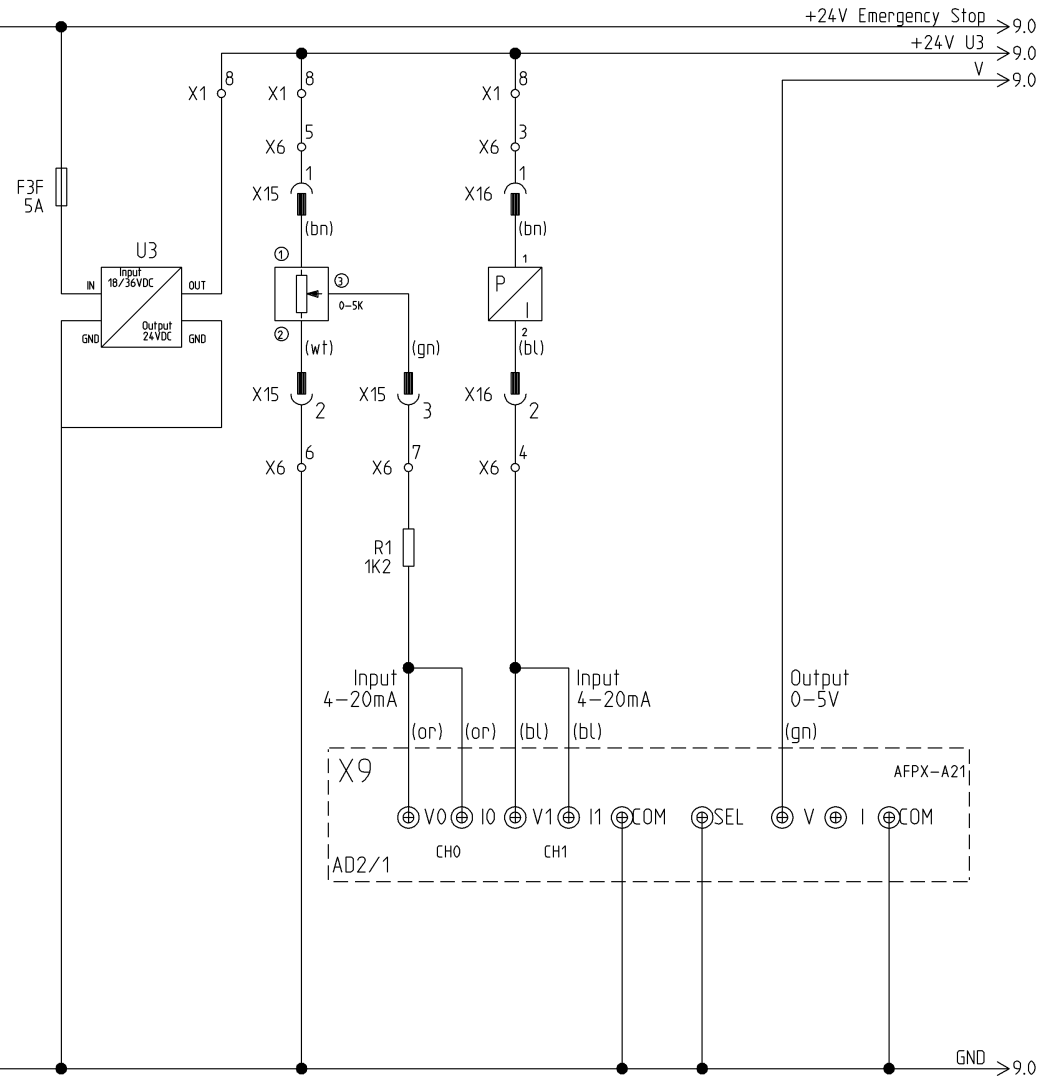 +24V Emergency Stop 9.0
+24V U3 9.0
V 9.0
8 8 8
X1 X1 X1
5 3
X6 X6
1 1
X15 X16
F3F
5A
(bn) (bn)
U3
① 1
Input
18/36VDC
IN OUT
③ P
0-5K
I
Output
24VDC
GND GND
② 2
(wt) (gn) (bl)
X15 X15 X16
2 3 2
6 7 4
X6 X6 X6
R1
1K2
Input Input Output
4-20mA 4-20mA 0-5V
(or) (or) (bl) (bl) (gn)
X9 AFPX-A21
V0 I0 V1 I1 COM SEL V I COM
CH0 CH1
AD2/1
GND 9.0